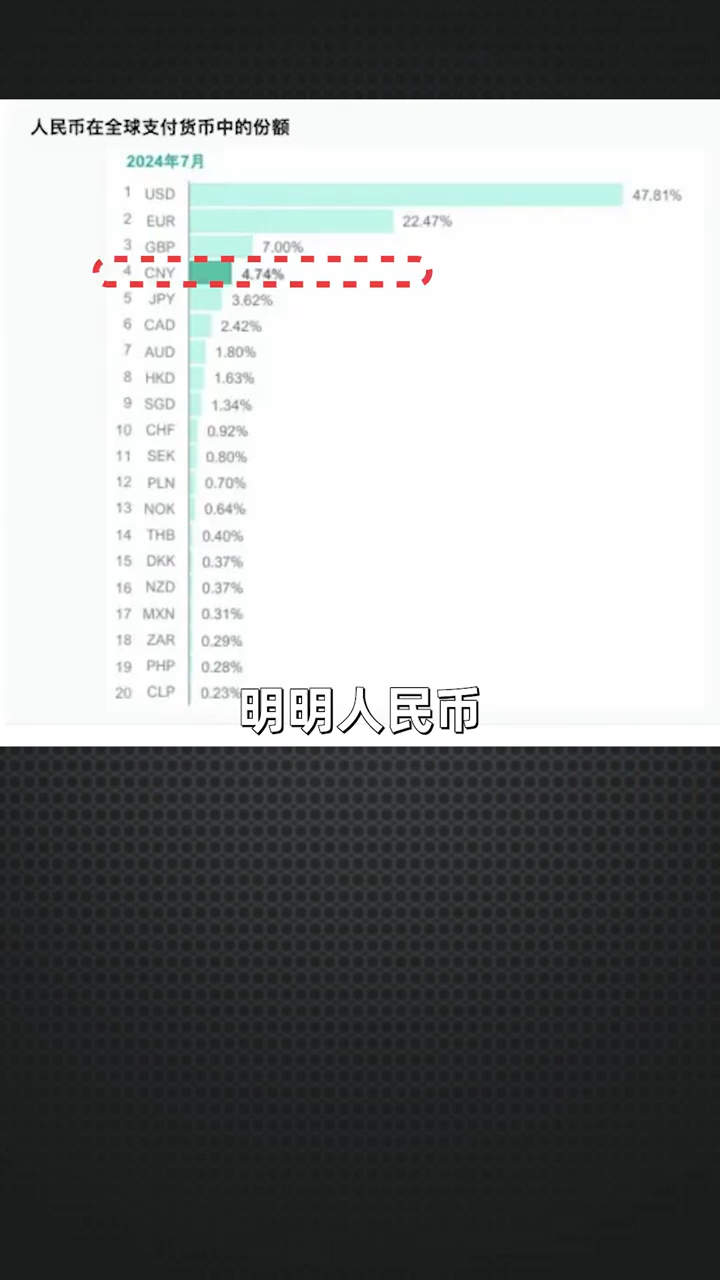 人民币在全球支付货币中的份额
2024年7月
1 USD 47.81%
2 EUR 22.47%
3 GBP 7.00%
4 CNY 4.74%
5 JPY 3.62%
6 CAD 2.42%
7 AUD 1.80%
8 HKD 1.63%
9 SGD 1.34%
10 CHF 0.92%
11 SEK 0.80%
12 PLN 0.70%
13 NOK 0.64%
14 THB 0.40%
15 DKK 0.37%
16 NZD 0.37%
17 MXN 0.31%
18 ZAR 0.29%
19 PHP 0.28%
20 CLP 0.23%
明明人民币